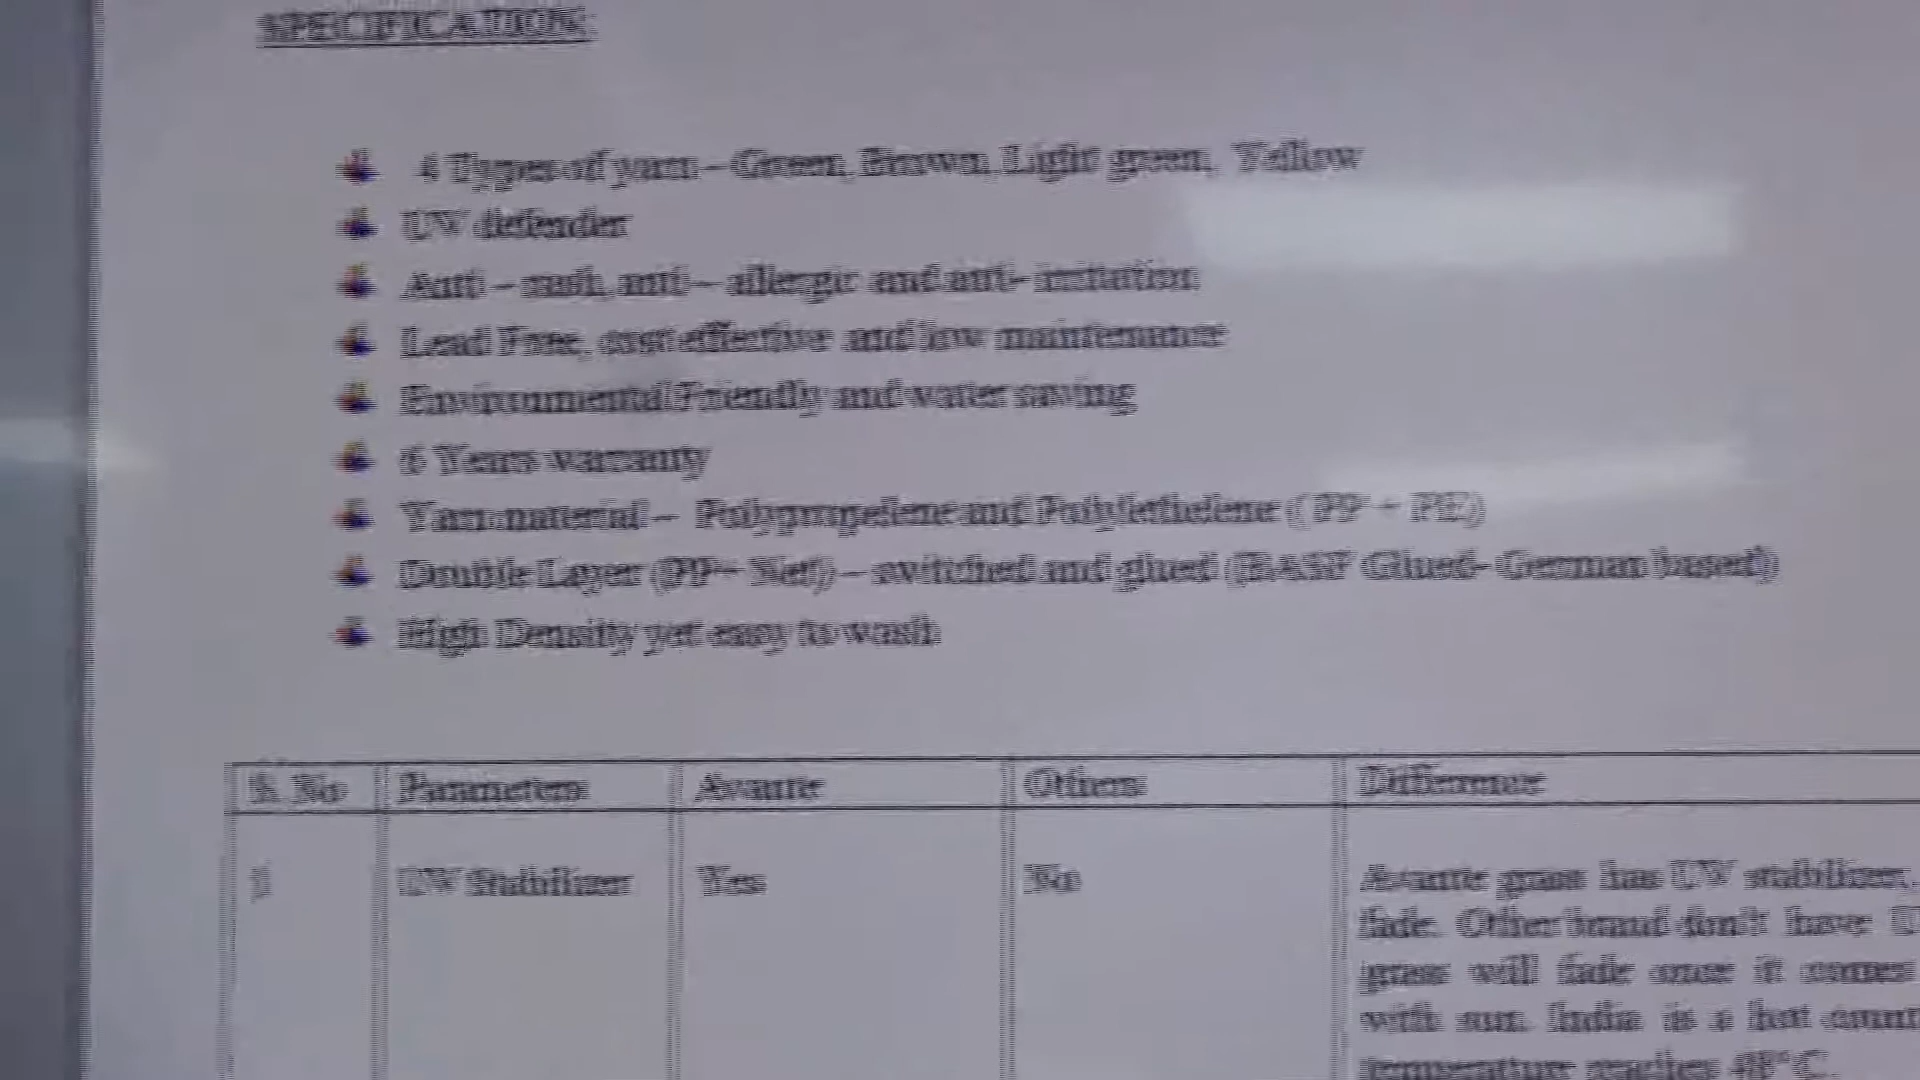 SPECIFICATION:
4 Types of yarn – Green, Brown, Light green, Yellow
UV defender
Anti – rash, anti – allergic and anti- irritation
Lead Free, cost effective and low maintenance
Environmental Friendly and water saving
6 Years warranty
Yarn material – Polypropelene and Polylethelene ( PP + PE)
Double Layer (PP+ Net) – switched and glued (BASF Glued- German based)
High Density yet easy to wash
S. No Parameters Avante Others Difference
1 UV Stabilizer Yes No Avante grass has UV stabilizer,
fade. Other brand don't have
grass will fade once it comes
with sun. India is a hot
temperature reaches 48°C.